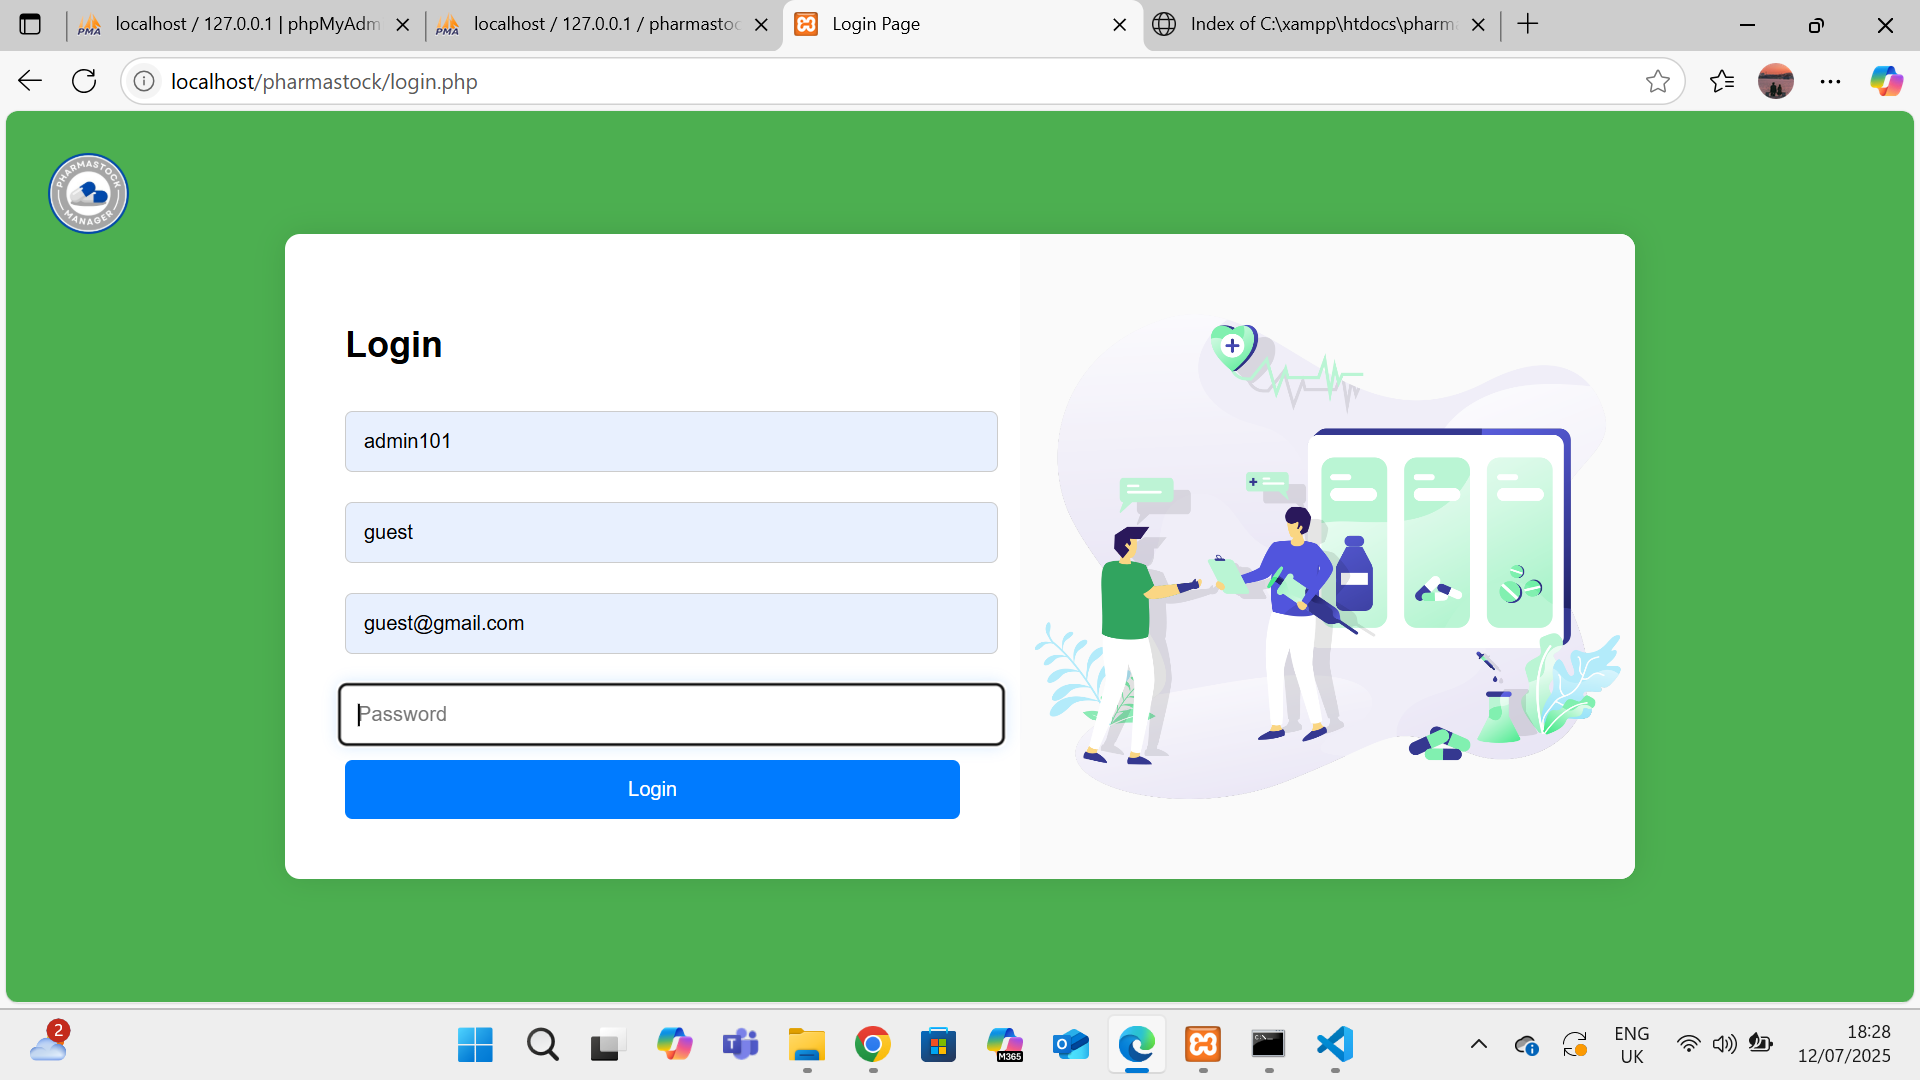 localhost / 127.0.0.1 | phpMyAdm
localhost / 127.0.0.1 / pharmastoc
Login Page
Index of C:\xampp\htdocs\pharma
localhost/pharmastock/login.php
PHARMASTOCK
MANAGER
Login
admin101
guest
guest@gmail.com
Password
Login
2
M365
ENG
UK
18:28
12/07/2025